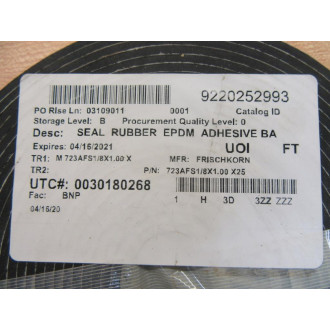 9220252993
PO Rlse Ln: 03109011 0001 Catalog ID
Storage Level: B Procurement Quality Level: 0
Desc: SEAL RUBBER EPDM ADHESIVE BA
Expires: 04/15/2021 UOI FT
TR1: M 723AFS1/8X1.00 X MFR: FRISCHKORN
TR2: P/N: 723AFS1/8X1.00 X25
UTC#: 0030180268
Fac: BNP 1 H 3D 3ZZ ZZZ
04/15/20